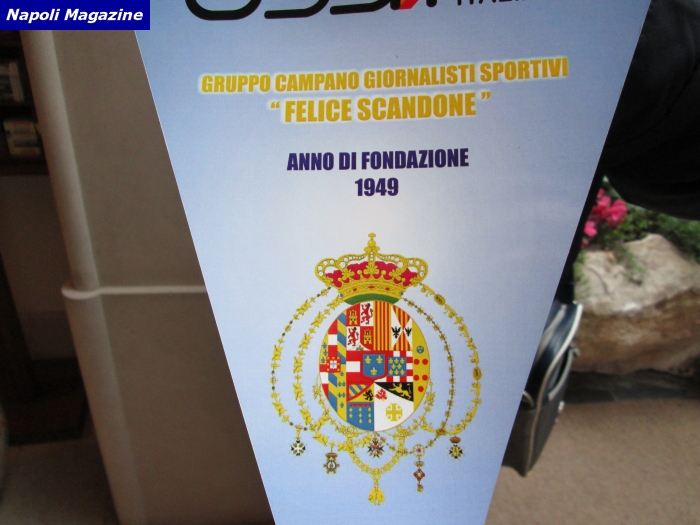 Napoli Magazine
GRUPPO CAMPANO GIORNALISTI SPORTIVI
“ FELICE SCANDONE ”
ANNO DI FONDAZIONE
1949